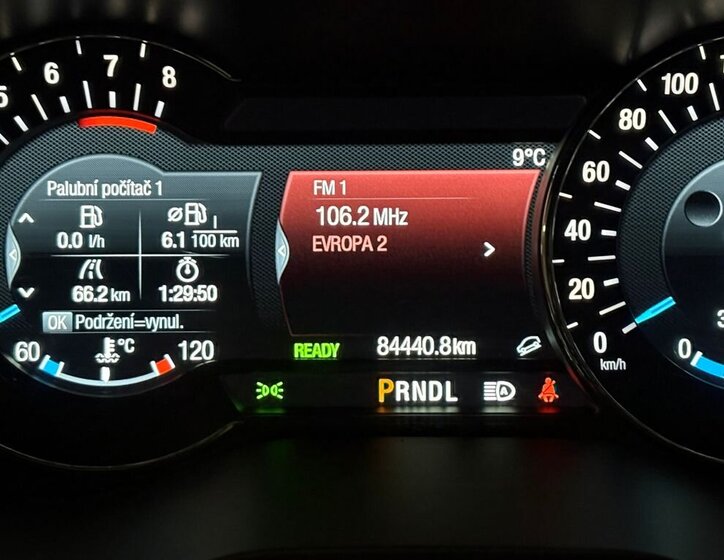 5 6 7 8
Palubní počítač 1
0.0 l/h
⌀ 6.1 l/100 km
66.2 km
1:29:50
OK Podržení=vynul.
60 °C 120
9°C
FM 1
106.2 MHz
EVROPA 2
READY 84440.8km
PRNDL
A
100
80
60
40
20
0
km/h
0